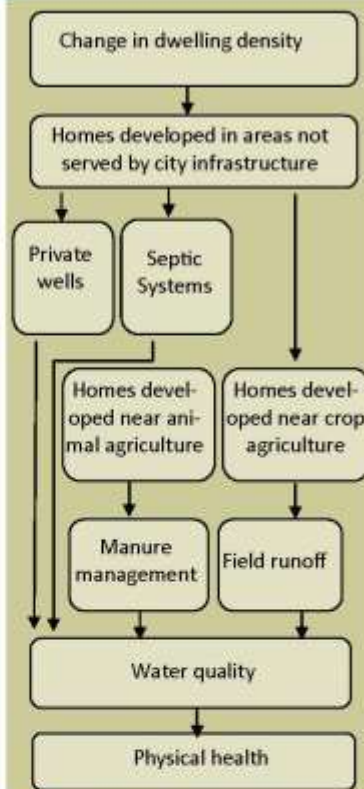 Change in dwelling density
Homes developed in areas not
served by city infrastructure
Private
wells
Septic
Systems
Homes devel-
oped near ani-
mal agriculture
Homes devel-
oped near crop
agriculture
Manure
management
Field runoff
Water quality
Physical health